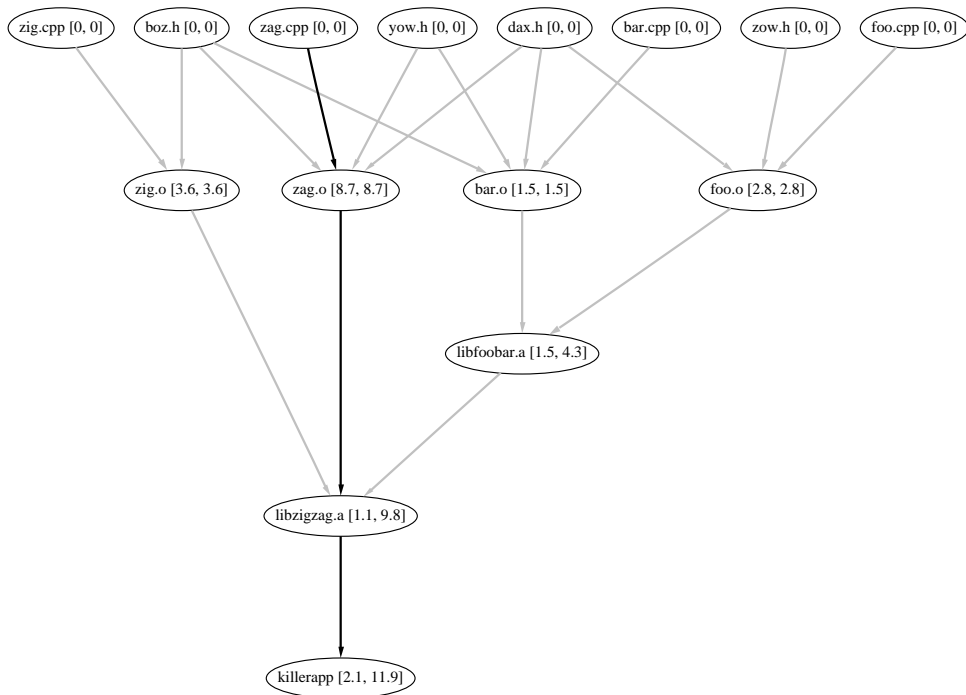 zig.cpp [0, 0]
boz.h [0, 0]
zag.cpp [0, 0]
yow.h [0, 0]
dax.h [0, 0]
bar.cpp [0, 0]
zow.h [0, 0]
foo.cpp [0, 0]
zig.o [3.6, 3.6]
zag.o [8.7, 8.7]
bar.o [1.5, 1.5]
foo.o [2.8, 2.8]
libfoobar.a [1.5, 4.3]
libzigzag.a [1.1, 9.8]
killerapp [2.1, 11.9]